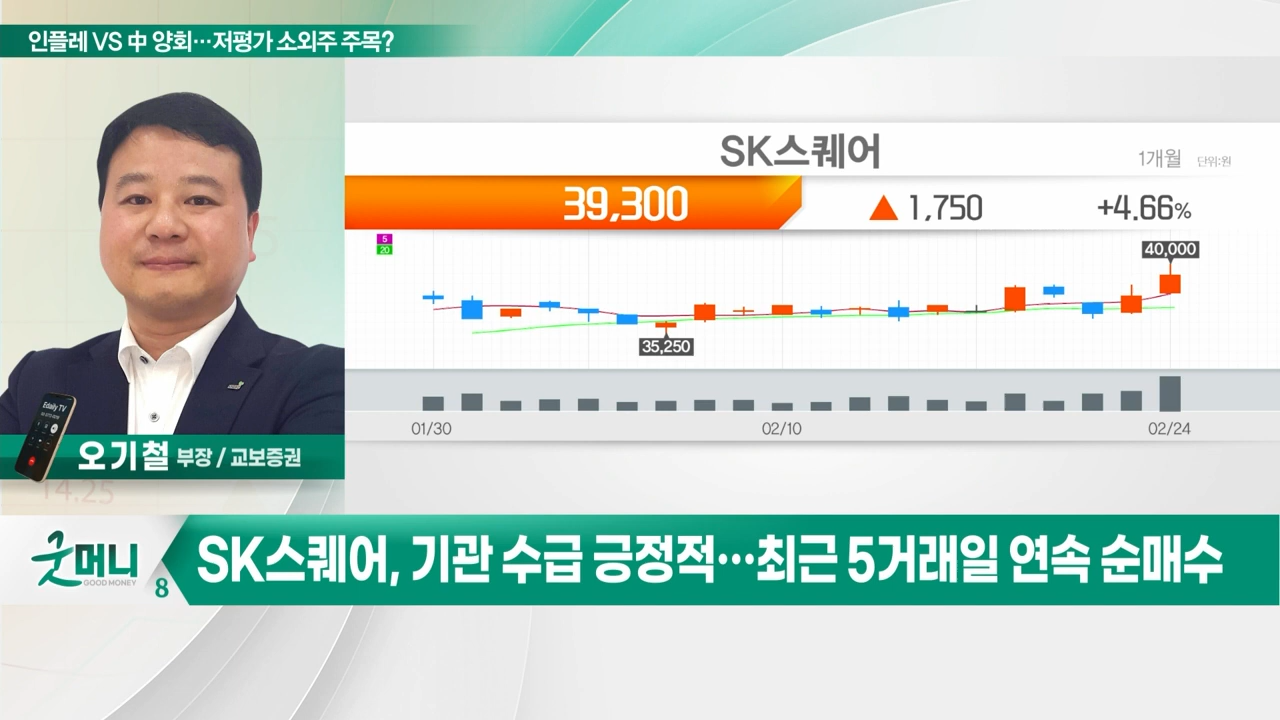 인플레 VS 中 양회…저평가 소외주 주목?
SK스퀘어
1개월 단위:원
39,300 ▲ 1,750 +4.66%
5
20
40,000
35,250
01/30 02/10 02/24
Edaily TV
오기철 부장 / 교보증권
14.25
굿머니
GOOD MONEY
8
SK스퀘어, 기관 수급 긍정적…최근 5거래일 연속 순매수